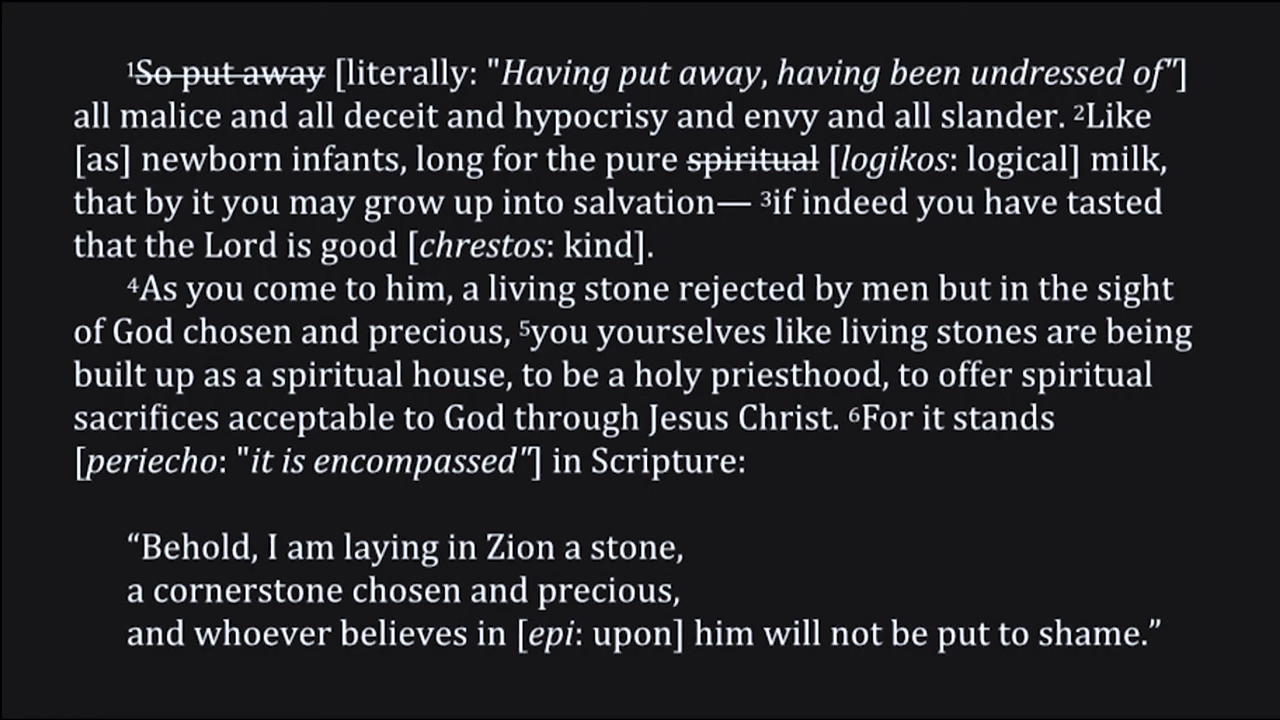 ¹So put away [literally: "Having put away, having been undressed of"]
all malice and all deceit and hypocrisy and envy and all slander. ²Like
[as] newborn infants, long for the pure spiritual [logikos: logical] milk,
that by it you may grow up into salvation— ³if indeed you have tasted
that the Lord is good [chrestos: kind].
⁴As you come to him, a living stone rejected by men but in the sight
of God chosen and precious, ⁵you yourselves like living stones are being
built up as a spiritual house, to be a holy priesthood, to offer spiritual
sacrifices acceptable to God through Jesus Christ. ⁶For it stands
[periecho: "it is encompassed"] in Scripture:
“Behold, I am laying in Zion a stone,
a cornerstone chosen and precious,
and whoever believes in [epi: upon] him will not be put to shame.”